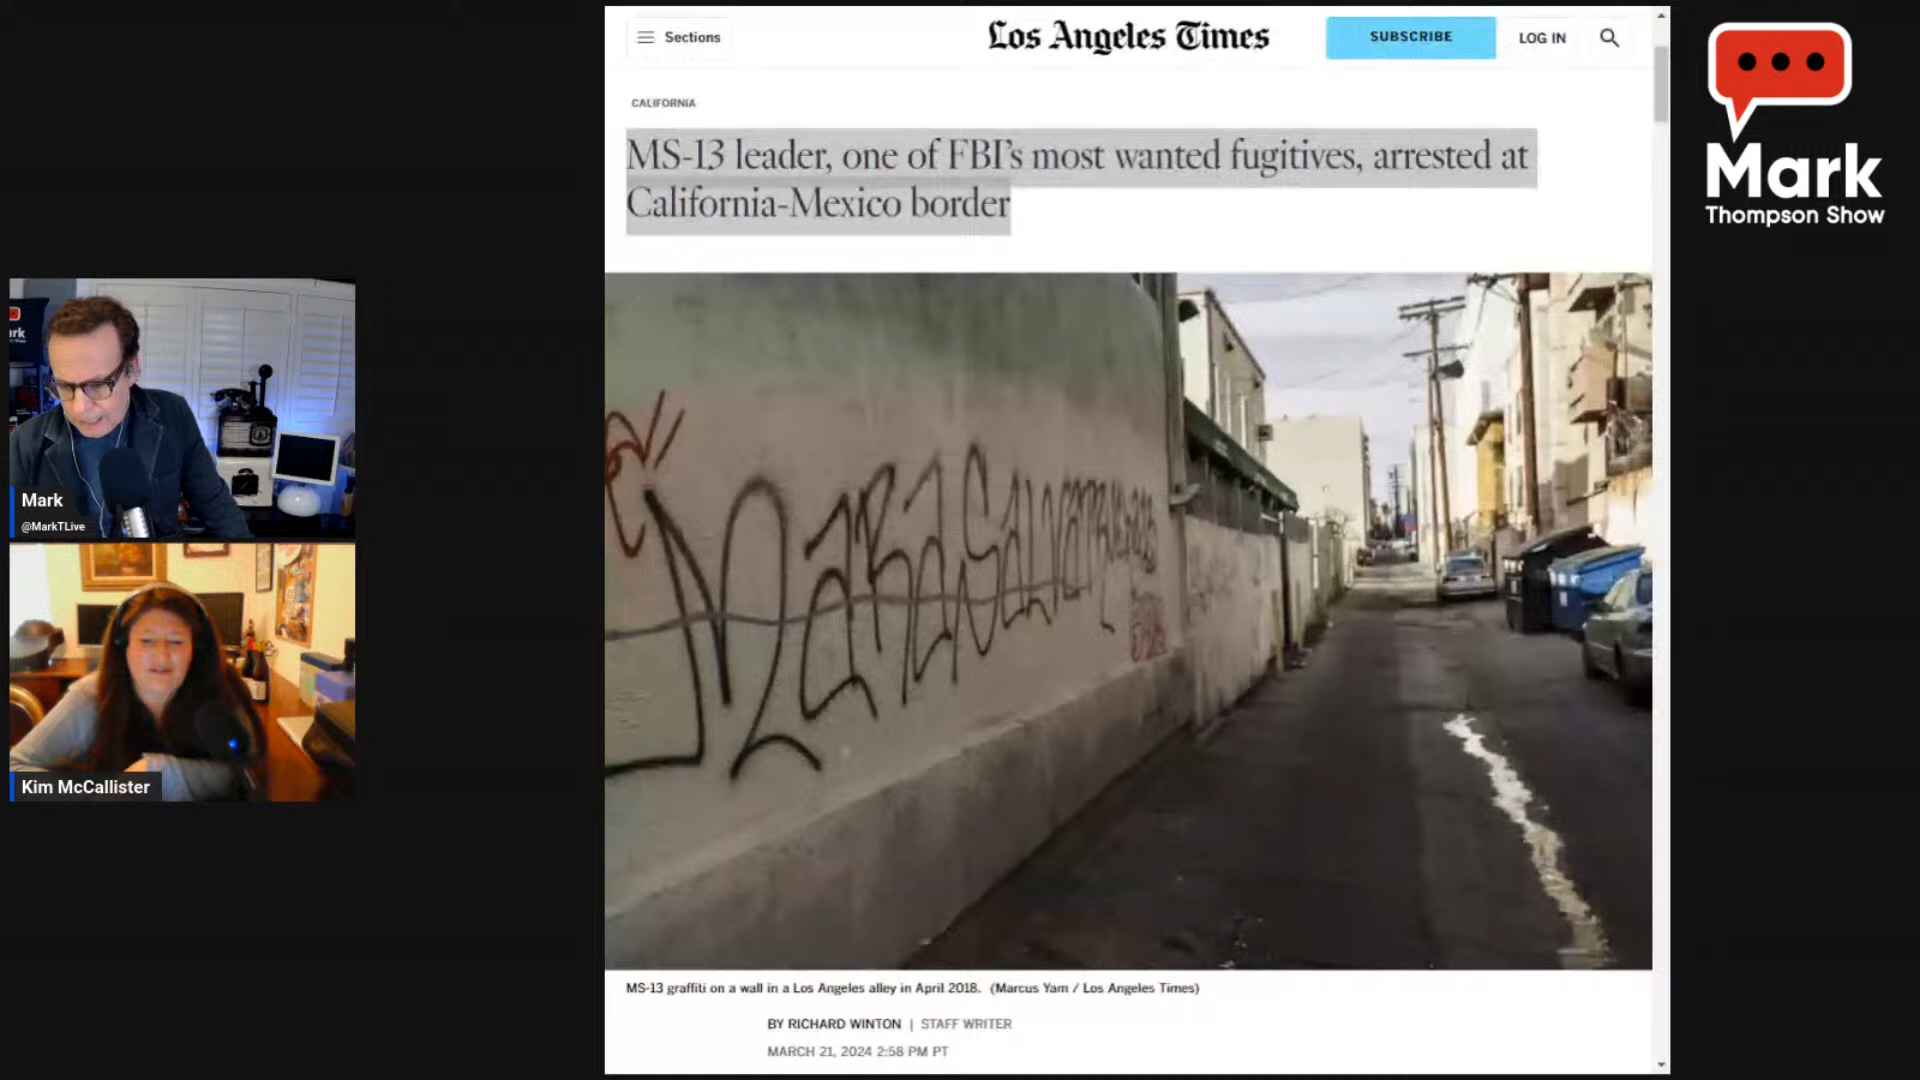 Sections
Los Angeles Times
SUBSCRIBE
LOG IN
CALIFORNIA
MS-13 leader, one of FBI's most wanted fugitives, arrested at
California-Mexico border
Mara Salvatrucha
MS-13 graffiti on a wall in a Los Angeles alley in April 2018. (Marcus Yam / Los Angeles Times)
BY RICHARD WINTON | STAFF WRITER
MARCH 21, 2024 2:58 PM PT
Mark
@MarkTLive
Kim McCallister
Mark
Thompson Show